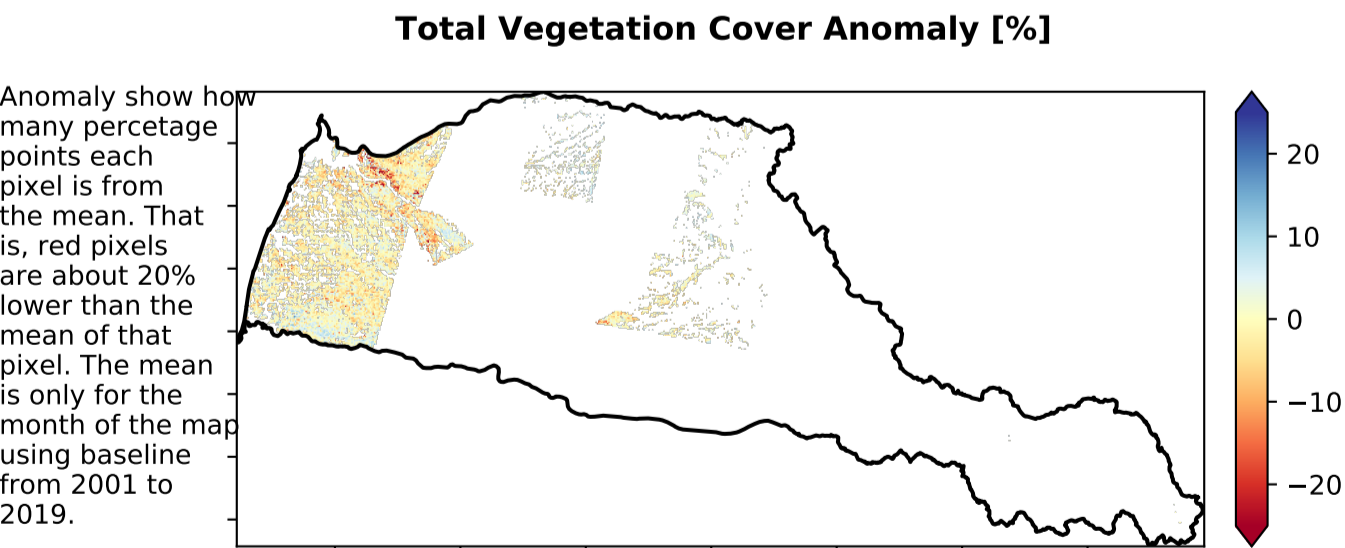 Total Vegetation Cover Anomaly [%]
Anomaly show how
many percetage
points each
pixel is from
the mean. That
is, red pixels
are about 20%
lower than the
mean of that
pixel. The mean
is only for the
month of the map
using baseline
from 2001 to
2019.
20
10
0
−10
−20